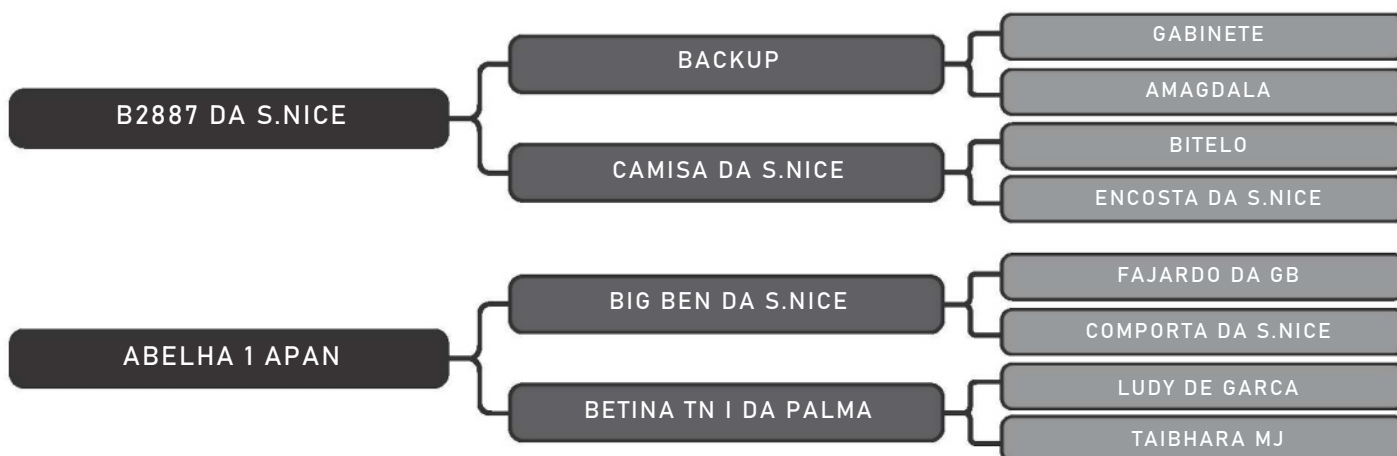 B2887 DA S.NICE
BACKUP
GABINETE
AMAGDALA
CAMISA DA S.NICE
BITELO
ENCOSTA DA S.NICE
ABELHA 1 APAN
BIG BEN DA S.NICE
FAJARDO DA GB
COMPORTA DA S.NICE
BETINA TN I DA PALMA
LUDY DE GARCA
TAIBHARA MJ